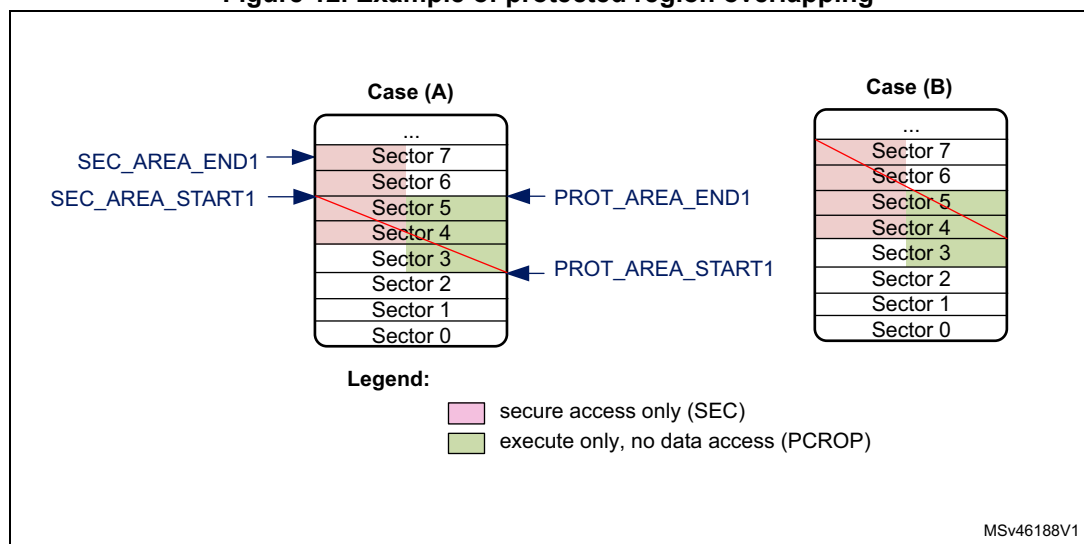 Figure 12. Example of protected region overlapping
Case (A)
...
Sector 7
Sector 6
Sector 5
Sector 4
Sector 3
Sector 2
Sector 1
Sector 0
SEC_AREA_END1
SEC_AREA_START1
PROT_AREA_END1
PROT_AREA_START1
Case (B)
...
Sector 7
Sector 6
Sector 5
Sector 4
Sector 3
Sector 2
Sector 1
Sector 0
Legend:
secure access only (SEC)
execute only, no data access (PCROP)
MSv46188V1